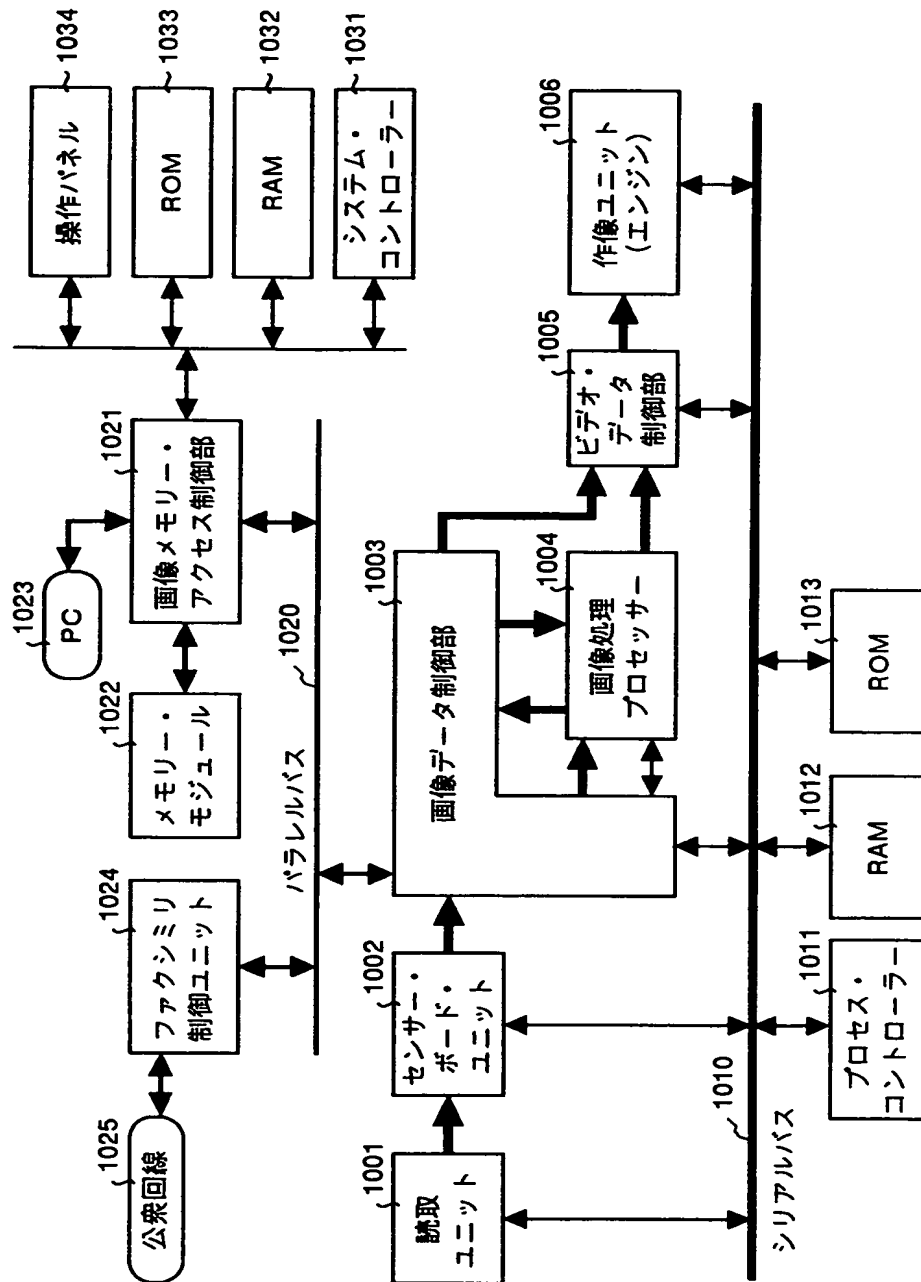 公衆回線
1025
ファクシミリ
制御ユニット
1024
メモリー・
モジュール
1022
PC
1023
画像メモリー・
アクセス制御部
1021
操作パネル
1034
ROM
1033
RAM
1032
システム・
コントローラー
1031
パラレルバス
1020
読取
ユニット
1001
センサー・
ボード・
ユニット
1002
画像データ制御部
1003
画像処理
プロセッサー
1004
ビデオ・
データ
制御部
1005
作像ユニット
(エンジン)
1006
シリアルバス
1010
プロセス・
コントローラー
1011
RAM
1012
ROM
1013